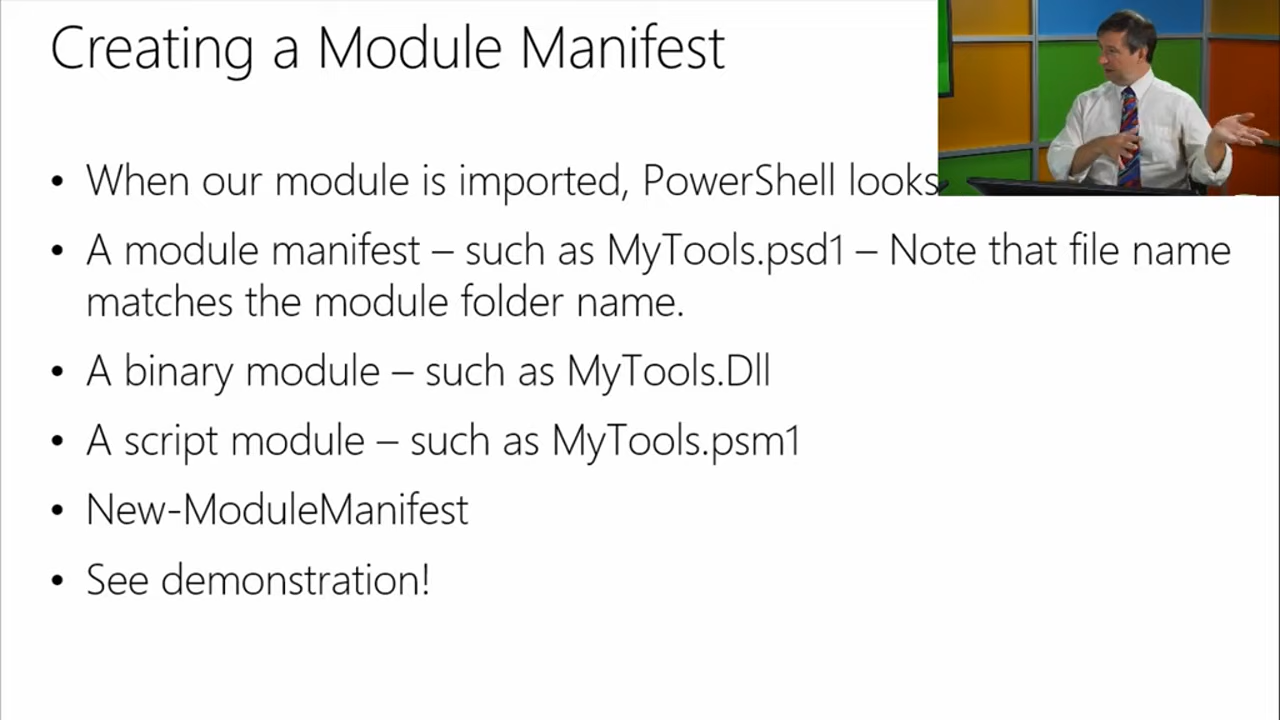 Creating a Module Manifest
• When our module is imported, PowerShell looks
• A module manifest – such as MyTools.psd1 – Note that file name
matches the module folder name.
• A binary module – such as MyTools.Dll
• A script module – such as MyTools.psm1
• New-ModuleManifest
• See demonstration!